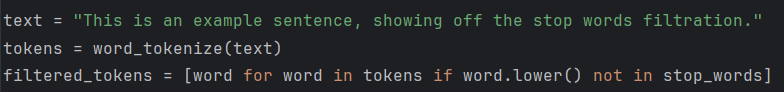 text = "This is an example sentence, showing off the stop words filtration."
tokens = word_tokenize(text)
filtered_tokens = [word for word in tokens if word.lower() not in stop_words]